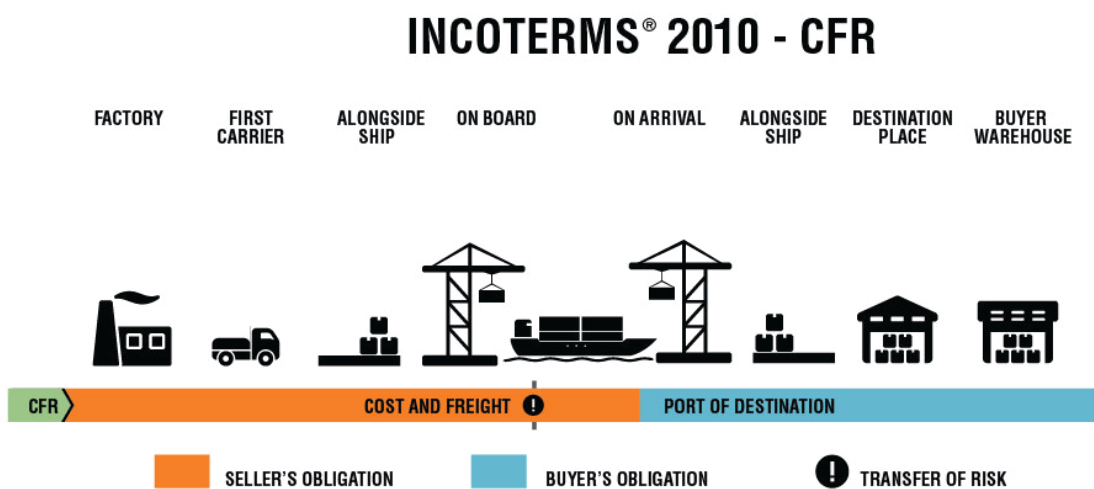 INCOTERMS® 2010 - CFR
FACTORY
FIRST
CARRIER
ALONGSIDE
SHIP
ON BOARD
ON ARRIVAL
ALONGSIDE
SHIP
DESTINATION
PLACE
BUYER
WAREHOUSE
CFR
COST AND FREIGHT !
PORT OF DESTINATION
SELLER'S OBLIGATION
BUYER'S OBLIGATION
! TRANSFER OF RISK